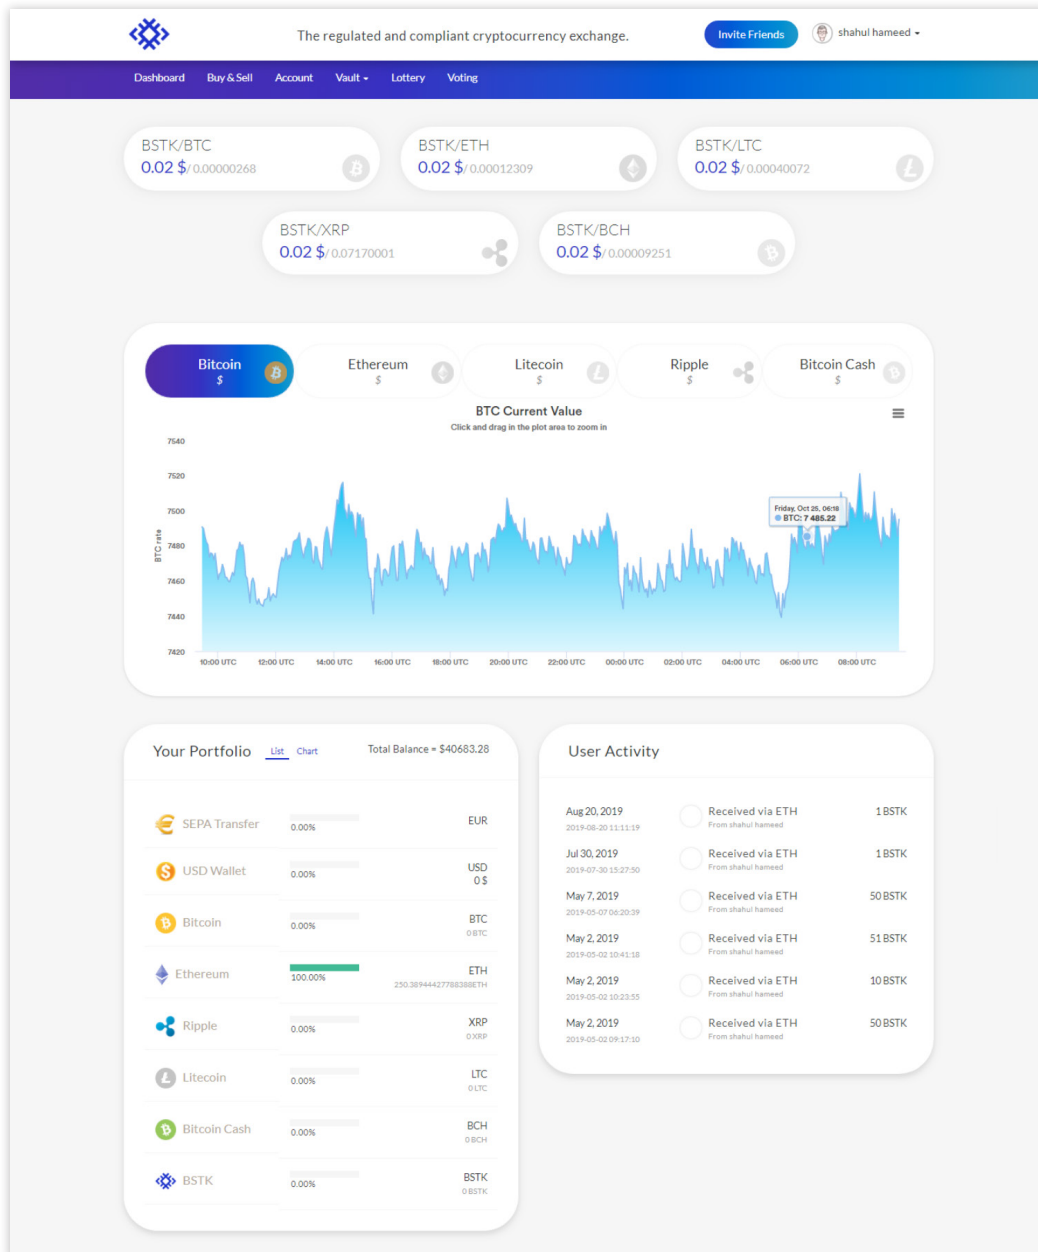 The regulated and compliant cryptocurrency exchange.
Invite Friends
shahul hameed
Dashboard Buy & Sell Account Vault Lottery Voting
BSTK/BTC
0.02 $/ 0.00000268
BSTK/ETH
0.02 $/ 0.00012309
BSTK/LTC
0.02 $/ 0.00040072
BSTK/XRP
0.02 $/ 0.07170001
BSTK/BCH
0.02 $/ 0.00009251
Bitcoin
$
Ethereum
$
Litecoin
$
Ripple
$
Bitcoin Cash
$
BTC Current Value
Click and drag in the plot area to zoom in
BTC rate
7540
7520
7500
7480
7460
7440
7420
Friday, Oct 25, 06:18
BTC: 7 485.22
10:00 UTC 12:00 UTC 14:00 UTC 16:00 UTC 18:00 UTC 20:00 UTC 22:00 UTC 00:00 UTC 02:00 UTC 04:00 UTC 06:00 UTC 08:00 UTC
Your Portfolio List Chart Total Balance = $40683.28
SEPA Transfer 0.00% EUR
USD Wallet 0.00% USD
0 $
Bitcoin 0.00% BTC
0 BTC
Ethereum 100.00% ETH
250.38944427788388ETH
Ripple 0.00% XRP
0 XRP
Litecoin 0.00% LTC
0 LTC
Bitcoin Cash 0.00% BCH
0 BCH
BSTK 0.00% BSTK
0 BSTK
User Activity
Aug 20, 2019 Received via ETH 1 BSTK
2019-08-20 11:11:19 From shahul hameed
Jul 30, 2019 Received via ETH 1 BSTK
2019-07-30 15:27:50 From shahul hameed
May 7, 2019 Received via ETH 50 BSTK
2019-05-07 06:20:39 From shahul hameed
May 2, 2019 Received via ETH 51 BSTK
2019-05-02 10:41:18 From shahul hameed
May 2, 2019 Received via ETH 10 BSTK
2019-05-02 10:23:55 From shahul hameed
May 2, 2019 Received via ETH 50 BSTK
2019-05-02 09:17:10 From shahul hameed